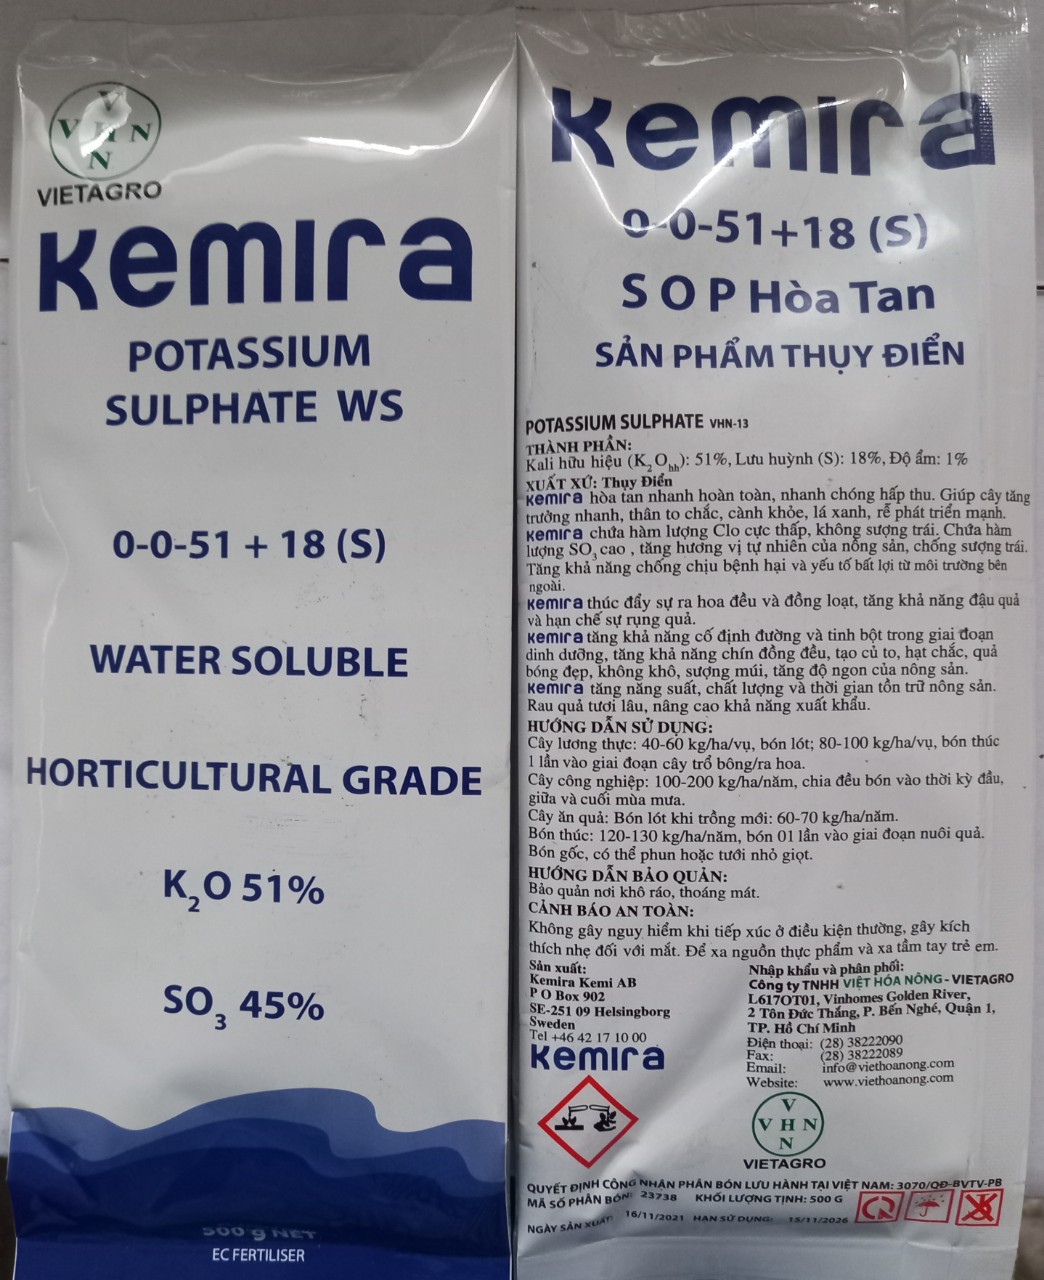 V
V H N
N
VIETAGRO
Kemira
POTASSIUM
SULPHATE WS
0-0-51 + 18 (S)
WATER SOLUBLE
HORTICULTURAL GRADE
K₂O 51%
SO₃ 45%
500 g NET
EC FERTILISER
Kemira
0-0-51+18 (S)
S O P Hòa Tan
SẢN PHẨM THỤY ĐIỂN
POTASSIUM SULPHATE VHN-13
THÀNH PHẦN:
Kali hữu hiệu (K₂Ohh): 51%, Lưu huỳnh (S): 18%, Độ ẩm: 1%
XUẤT XỨ: Thụy Điển
Kemira hòa tan nhanh hoàn toàn, nhanh chóng hấp thu. Giúp cây tăng
trưởng nhanh, thân to chắc, cành khỏe, lá xanh, rễ phát triển mạnh.
Kemira chứa hàm lượng Clo cực thấp, không sượng trái. Chứa hàm
lượng SO₃ cao , tăng hương vị tự nhiên của nông sản, chống sượng trái.
Tăng khả năng chống chịu bệnh hại và yếu tố bất lợi từ môi trường bên
ngoài.
Kemira thúc đẩy sự ra hoa đều và đồng loạt, tăng khả năng đậu quả
và hạn chế sự rụng quả.
Kemira tăng khả năng cố định đường và tinh bột trong giai đoạn
dinh dưỡng, tăng khả năng chín đồng đều, tạo củ to, hạt chắc, quả
bóng đẹp, không khô, sượng múi, tăng độ ngon của nông sản.
Kemira tăng năng suất, chất lượng và thời gian tồn trữ nông sản.
Rau quả tươi lâu, nâng cao khả năng xuất khẩu.
HƯỚNG DẪN SỬ DỤNG:
Cây lương thực: 40-60 kg/ha/vụ, bón lót; 80-100 kg/ha/vụ, bón thúc
1 lần vào giai đoạn cây trổ bông/ra hoa.
Cây công nghiệp: 100-200 kg/ha/năm, chia đều bón vào thời kỳ đầu,
giữa và cuối mùa mưa.
Cây ăn quả: Bón lót khi trồng mới: 60-70 kg/ha/năm.
Bón thúc: 120-130 kg/ha/năm, bón 01 lần vào giai đoạn nuôi quả.
Bón gốc, có thể phun hoặc tưới nhỏ giọt.
HƯỚNG DẪN BẢO QUẢN:
Bảo quản nơi khô ráo, thoáng mát.
CẢNH BÁO AN TOÀN:
Không gây nguy hiểm khi tiếp xúc ở điều kiện thường, gây kích
thích nhẹ đối với mắt. Để xa nguồn thực phẩm và xa tầm tay trẻ em.
Sản xuất:
Kemira Kemi AB
P O Box 902
SE-251 09 Helsingborg
Sweden
Tel +46 42 17 10 00
Kemira
Nhập khẩu và phân phối:
Công ty TNHH VIỆT HÓA NÔNG - VIETAGRO
L617OT01, Vinhomes Golden River,
2 Tôn Đức Thắng, P. Bến Nghé, Quận 1,
TP. Hồ Chí Minh
Điện thoại: (28) 38222090
Fax: (28) 38222089
Email: info@viethoanong.com
Website: www.viethoanong.com
V
V H N
N
VIETAGRO
QUYẾT ĐỊNH CÔNG NHẬN PHÂN BÓN LƯU HÀNH TẠI VIỆT NAM: 3070/QĐ-BVTV-PB
MÃ SỐ PHÂN BÓN: 23738 KHỐI LƯỢNG TỊNH: 500 G
NGÀY SẢN XUẤT: 16/11/2021 HẠN SỬ DỤNG: 15/11/2026